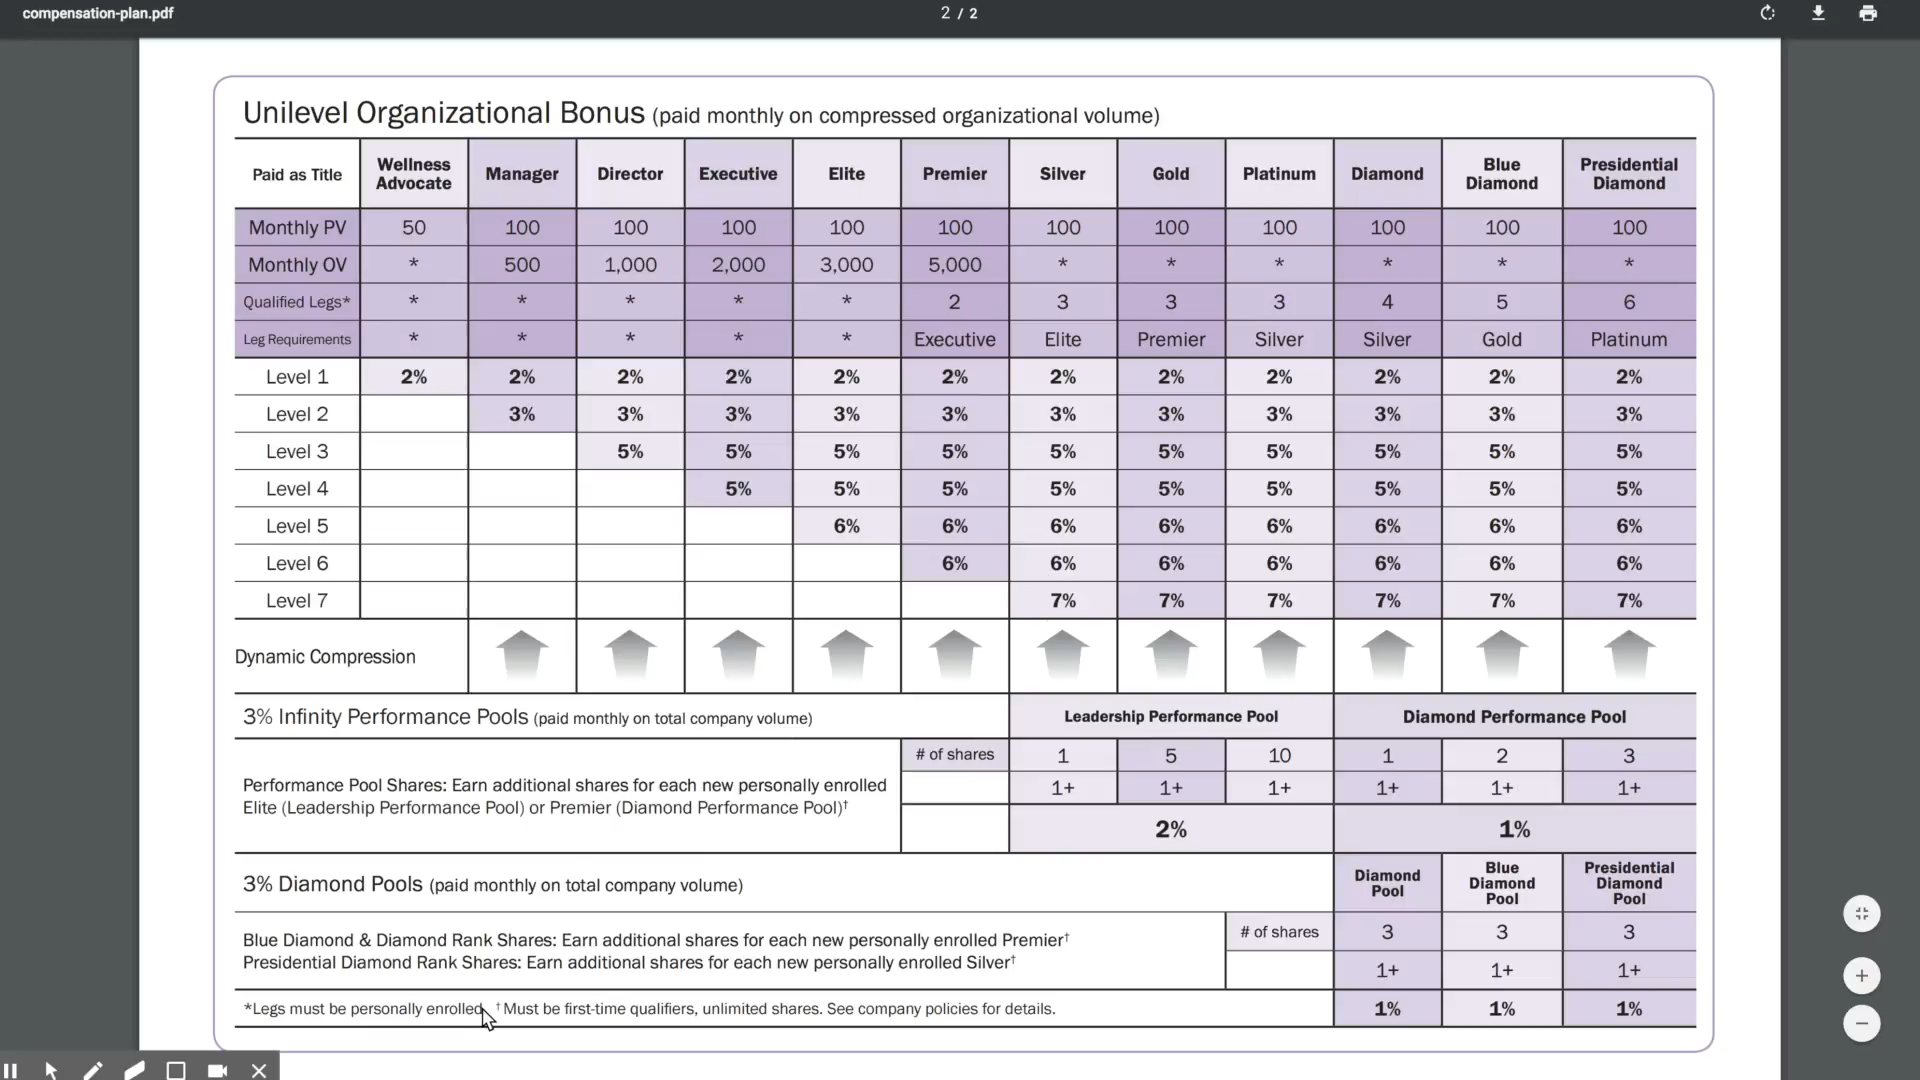 compensation-plan.pdf
2 / 2
Unilevel Organizational Bonus (paid monthly on compressed organizational volume)
Paid as Title Wellness Advocate Manager Director Executive Elite Premier Silver Gold Platinum Diamond Blue Diamond Presidential Diamond
Monthly PV 50 100 100 100 100 100 100 100 100 100 100 100
Monthly OV * 500 1,000 2,000 3,000 5,000 * * * * * *
Qualified Legs* * * * * * 2 3 3 3 4 5 6
Leg Requirements * * * * * Executive Elite Premier Silver Silver Gold Platinum
Level 1 2% 2% 2% 2% 2% 2% 2% 2% 2% 2% 2% 2%
Level 2 3% 3% 3% 3% 3% 3% 3% 3% 3% 3% 3%
Level 3 5% 5% 5% 5% 5% 5% 5% 5% 5% 5%
Level 4 5% 5% 5% 5% 5% 5% 5% 5% 5%
Level 5 6% 6% 6% 6% 6% 6% 6% 6%
Level 6 6% 6% 6% 6% 6% 6% 6%
Level 7 7% 7% 7% 7% 7% 7%
Dynamic Compression
3% Infinity Performance Pools (paid monthly on total company volume) Leadership Performance Pool Diamond Performance Pool
# of shares 1 5 10 1 2 3
Performance Pool Shares: Earn additional shares for each new personally enrolled 1+ 1+ 1+ 1+ 1+ 1+
Elite (Leadership Performance Pool) or Premier (Diamond Performance Pool)†
2% 1%
3% Diamond Pools (paid monthly on total company volume) Diamond Pool Blue Diamond Pool Presidential Diamond Pool
# of shares 3 3 3
Blue Diamond & Diamond Rank Shares: Earn additional shares for each new personally enrolled Premier†
Presidential Diamond Rank Shares: Earn additional shares for each new personally enrolled Silver† 1+ 1+ 1+
*Legs must be personally enrolled. †Must be first-time qualifiers, unlimited shares. See company policies for details. 1% 1% 1%